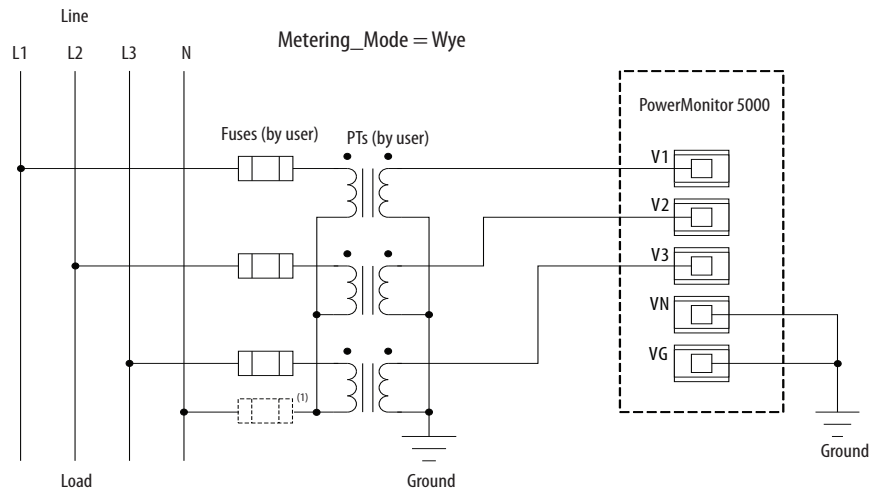 Line
L1 L2 L3 N
Metering_Mode = Wye
PowerMonitor 5000
Fuses (by user)
PTs (by user)
V1
V2
V3
VN
VG
(1)
Load
Ground
Ground